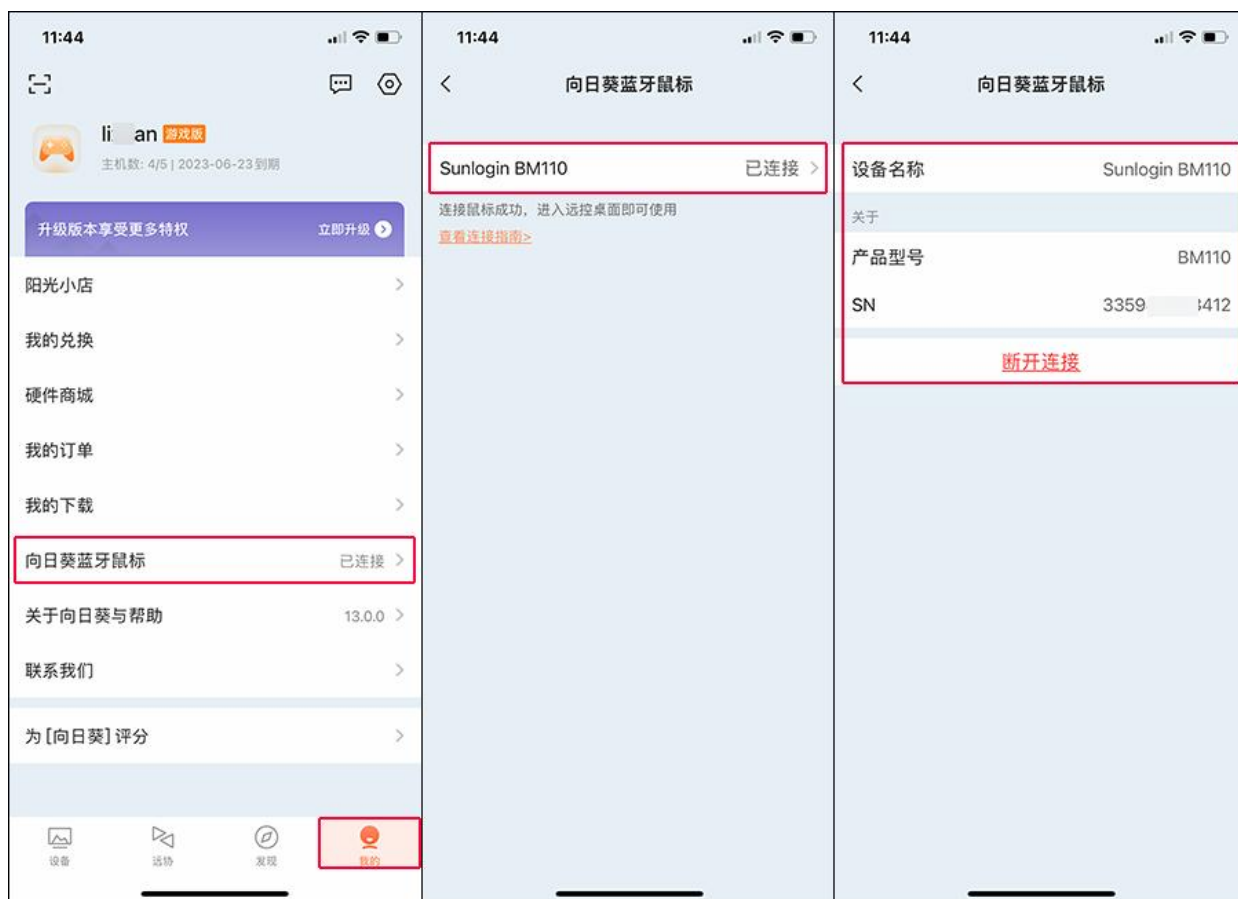 11:44
li an 游戏版
主机数: 4/5 | 2023-06-23到期
升级版本享受更多特权 立即升级
阳光小店
我的兑换
硬件商城
我的订单
我的下载
向日葵蓝牙鼠标 已连接
关于向日葵与帮助 13.0.0
联系我们
为[向日葵]评分
设备 远协 发现 我的
11:44
向日葵蓝牙鼠标
Sunlogin BM110 已连接
连接鼠标成功，进入远控桌面即可使用
查看连接指南>
11:44
向日葵蓝牙鼠标
设备名称 Sunlogin BM110
关于
产品型号 BM110
SN 3359 412
断开连接